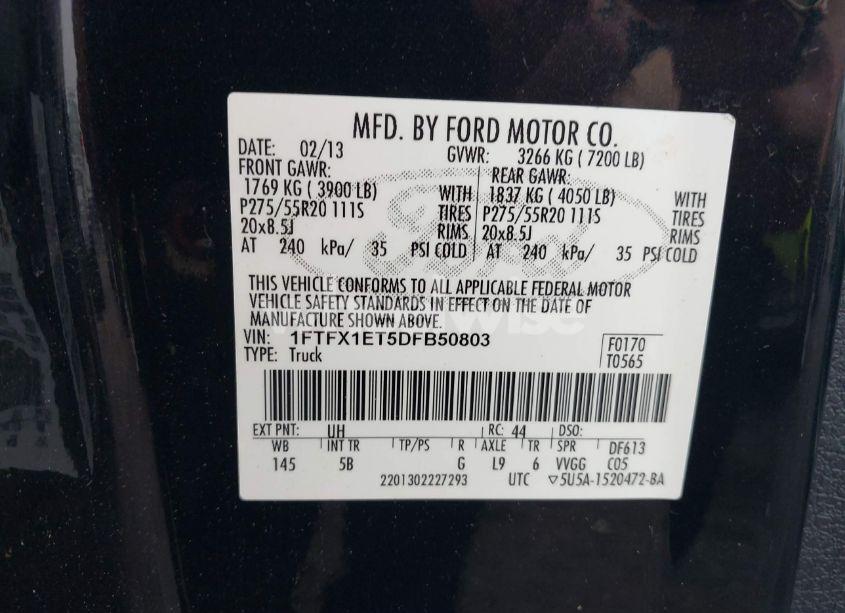 MFD. BY FORD MOTOR CO.
DATE: 02/13 GVWR: 3266 KG ( 7200 LB)
FRONT GAWR: REAR GAWR:
1769 KG ( 3900 LB) WITH 1837 KG ( 4050 LB) WITH
P275/55R20 111S TIRES P275/55R20 111S TIRES
20x8.5J RIMS 20x8.5J RIMS
AT 240 kPa/ 35 PSI COLD AT 240 kPa/ 35 PSI COLD
THIS VEHICLE CONFORMS TO ALL APPLICABLE FEDERAL MOTOR
VEHICLE SAFETY STANDARDS IN EFFECT ON THE DATE OF
MANUFACTURE SHOWN ABOVE.
VIN: 1FTFX1ET5DFB50803 F0170
TYPE: Truck T0565
EXT PNT: UH RC: 44 DSO:
WB INT TR TP/PS R AXLE TR SPR DF613
145 5B G L9 6 VVGG C05
2201302227293 UTC ▽5U5A-1520472-BA